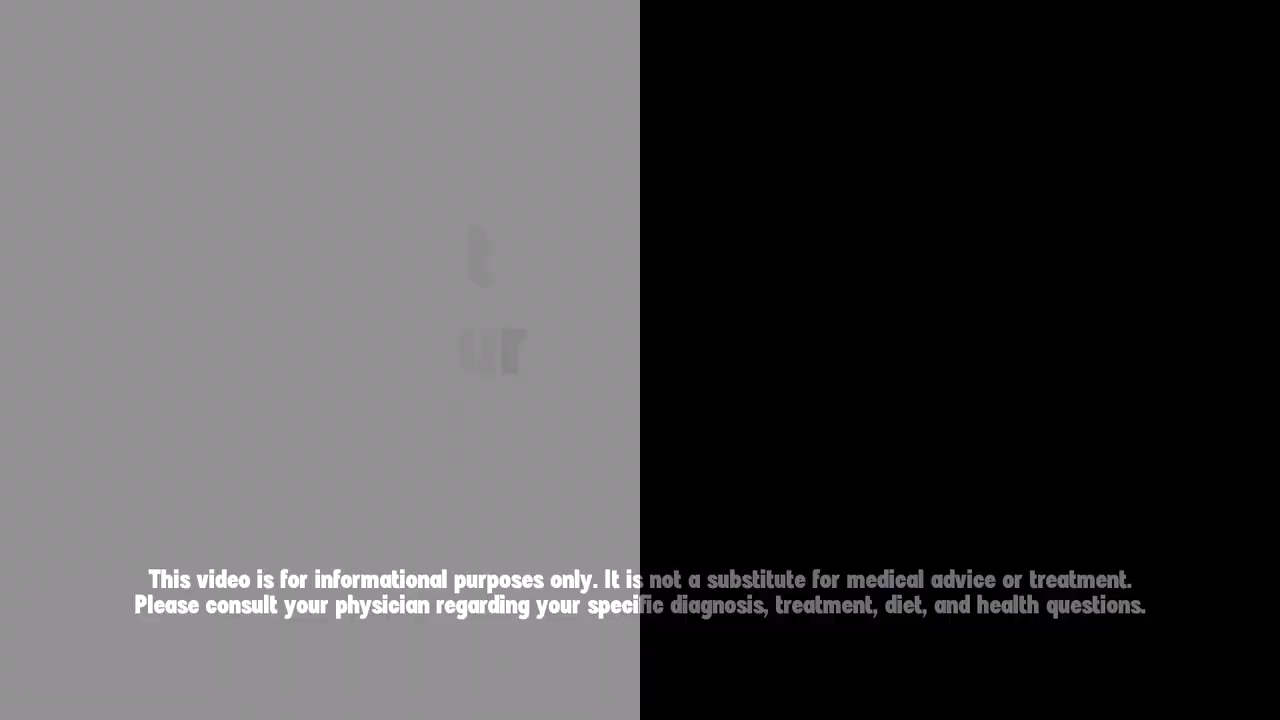 t
ur
This video is for informational purposes only. It is not a substitute for medical advice or treatment.
Please consult your physician regarding your specific diagnosis, treatment, diet, and health questions.